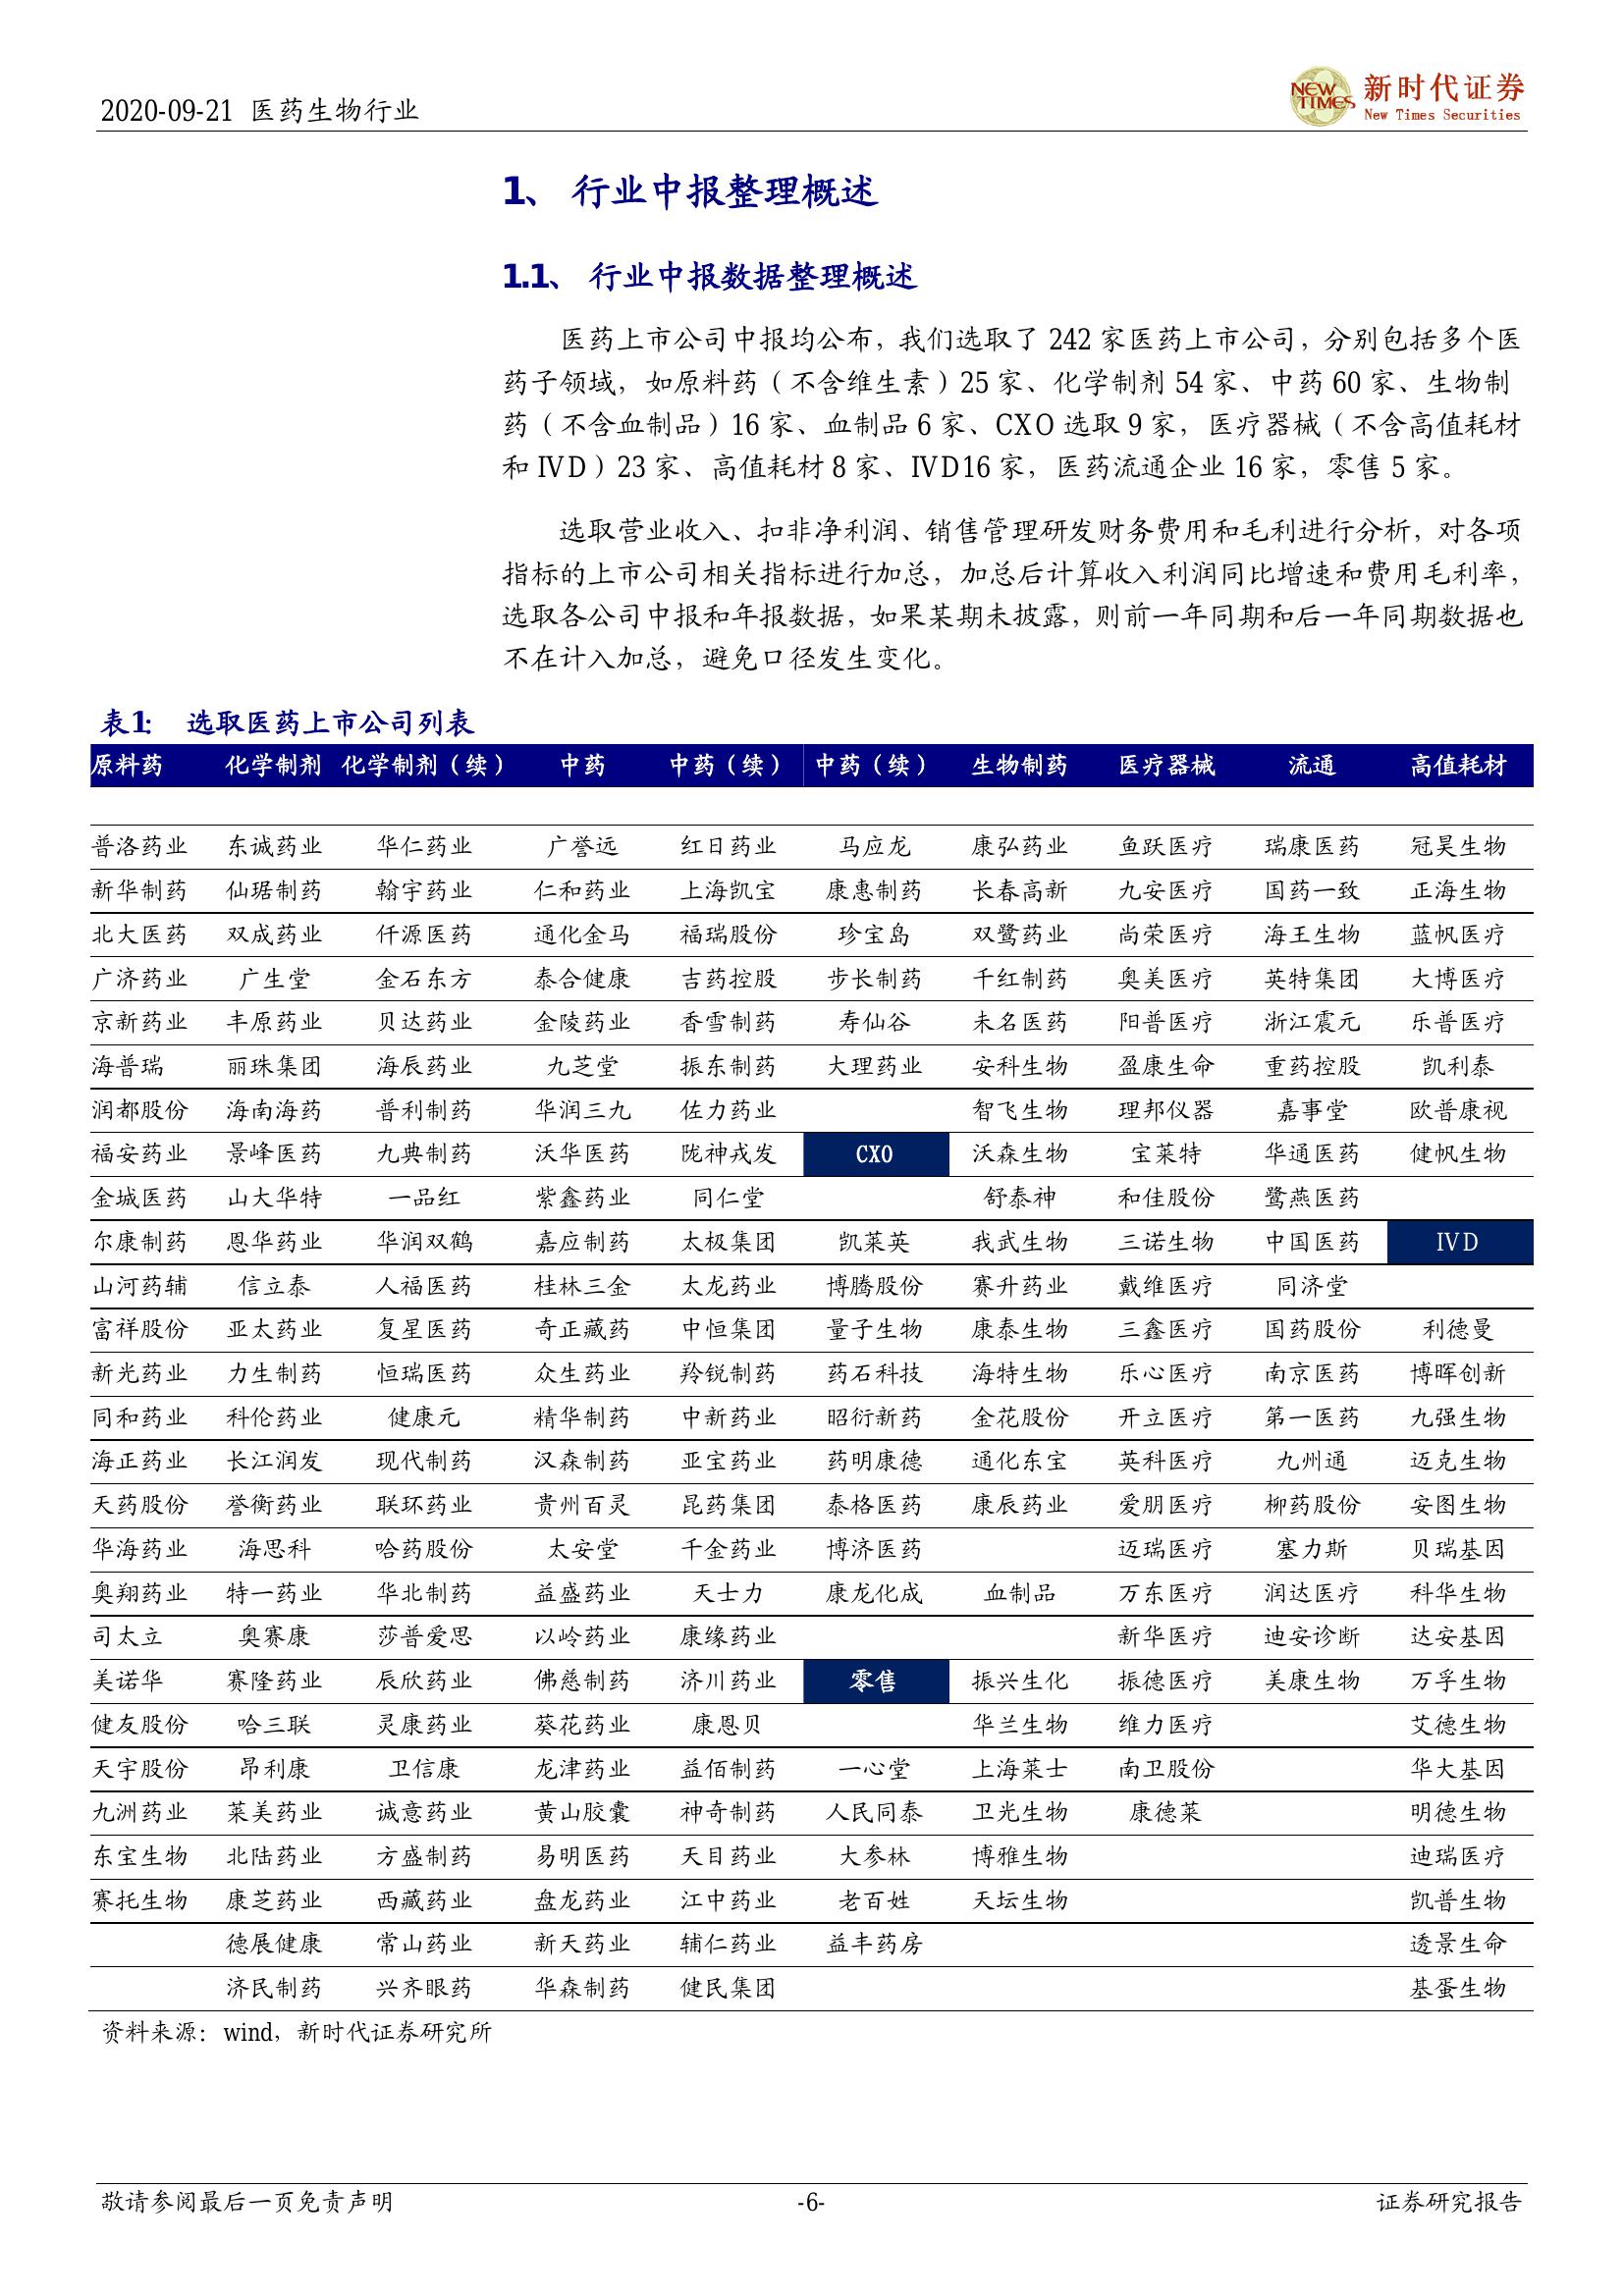 2020-09-21 医药生物行业
NEW TIMES 新时代证券
New Times Securities
1、 行业中报整理概述
1.1、 行业中报数据整理概述
医药上市公司中报均公布，我们选取了 242 家医药上市公司，分别包括多个医
药子领域，如原料药（不含维生素）25 家、化学制剂 54 家、中药 60 家、生物制
药（不含血制品）16 家、血制品 6 家、CXO 选取 9 家，医疗器械（不含高值耗材
和 IVD）23 家、高值耗材 8 家、IVD16 家，医药流通企业 16 家，零售 5 家。
选取营业收入、扣非净利润、销售管理研发财务费用和毛利进行分析，对各项
指标的上市公司相关指标进行加总，加总后计算收入利润同比增速和费用毛利率，
选取各公司中报和年报数据，如果某期未披露，则前一年同期和后一年同期数据也
不在计入加总，避免口径发生变化。
表1： 选取医药上市公司列表
原料药 化学制剂 化学制剂（续） 中药 中药（续） 中药（续） 生物制药 医疗器械 流通 高值耗材
普洛药业 东诚药业 华仁药业 广誉远 红日药业 马应龙 康弘药业 鱼跃医疗 瑞康医药 冠昊生物
新华制药 仙琚制药 翰宇药业 仁和药业 上海凯宝 康惠制药 长春高新 九安医疗 国药一致 正海生物
北大医药 双成药业 仟源医药 通化金马 福瑞股份 珍宝岛 双鹭药业 尚荣医疗 海王生物 蓝帆医疗
广济药业 广生堂 金石东方 泰合健康 吉药控股 步长制药 千红制药 奥美医疗 英特集团 大博医疗
京新药业 丰原药业 贝达药业 金陵药业 香雪制药 寿仙谷 未名医药 阳普医疗 浙江震元 乐普医疗
海普瑞 丽珠集团 海辰药业 九芝堂 振东制药 大理药业 安科生物 盈康生命 重药控股 凯利泰
润都股份 海南海药 普利制药 华润三九 佐力药业 智飞生物 理邦仪器 嘉事堂 欧普康视
福安药业 景峰医药 九典制药 沃华医药 陇神戎发 CXO 沃森生物 宝莱特 华通医药 健帆生物
金城医药 山大华特 一品红 紫鑫药业 同仁堂 舒泰神 和佳股份 鹭燕医药
尔康制药 恩华药业 华润双鹤 嘉应制药 太极集团 凯莱英 我武生物 三诺生物 中国医药 IVD
山河药辅 信立泰 人福医药 桂林三金 太龙药业 博腾股份 赛升药业 戴维医疗 同济堂
富祥股份 亚太药业 复星医药 奇正藏药 中恒集团 量子生物 康泰生物 三鑫医疗 国药股份 利德曼
新光药业 力生制药 恒瑞医药 众生药业 羚锐制药 药石科技 海特生物 乐心医疗 南京医药 博晖创新
同和药业 科伦药业 健康元 精华制药 中新药业 昭衍新药 金花股份 开立医疗 第一医药 九强生物
海正药业 长江润发 现代制药 汉森制药 亚宝药业 药明康德 通化东宝 英科医疗 九州通 迈克生物
天药股份 誉衡药业 联环药业 贵州百灵 昆药集团 泰格医药 康辰药业 爱朋医疗 柳药股份 安图生物
华海药业 海思科 哈药股份 太安堂 千金药业 博济医药 迈瑞医疗 塞力斯 贝瑞基因
奥翔药业 特一药业 华北制药 益盛药业 天士力 康龙化成 血制品 万东医疗 润达医疗 科华生物
司太立 奥赛康 莎普爱思 以岭药业 康缘药业 新华医疗 迪安诊断 达安基因
美诺华 赛隆药业 辰欣药业 佛慈制药 济川药业 零售 振兴生化 振德医疗 美康生物 万孚生物
健友股份 哈三联 灵康药业 葵花药业 康恩贝 华兰生物 维力医疗 艾德生物
天宇股份 昂利康 卫信康 龙津药业 益佰制药 一心堂 上海莱士 南卫股份 华大基因
九洲药业 莱美药业 诚意药业 黄山胶囊 神奇制药 人民同泰 卫光生物 康德莱 明德生物
东宝生物 北陆药业 方盛制药 易明医药 天目药业 大参林 博雅生物 迪瑞医疗
赛托生物 康芝药业 西藏药业 盘龙药业 江中药业 老百姓 天坛生物 凯普生物
德展健康 常山药业 新天药业 辅仁药业 益丰药房 透景生命
济民制药 兴齐眼药 华森制药 健民集团 基蛋生物
资料来源：wind，新时代证券研究所
敬请参阅最后一页免责声明 -6- 证券研究报告